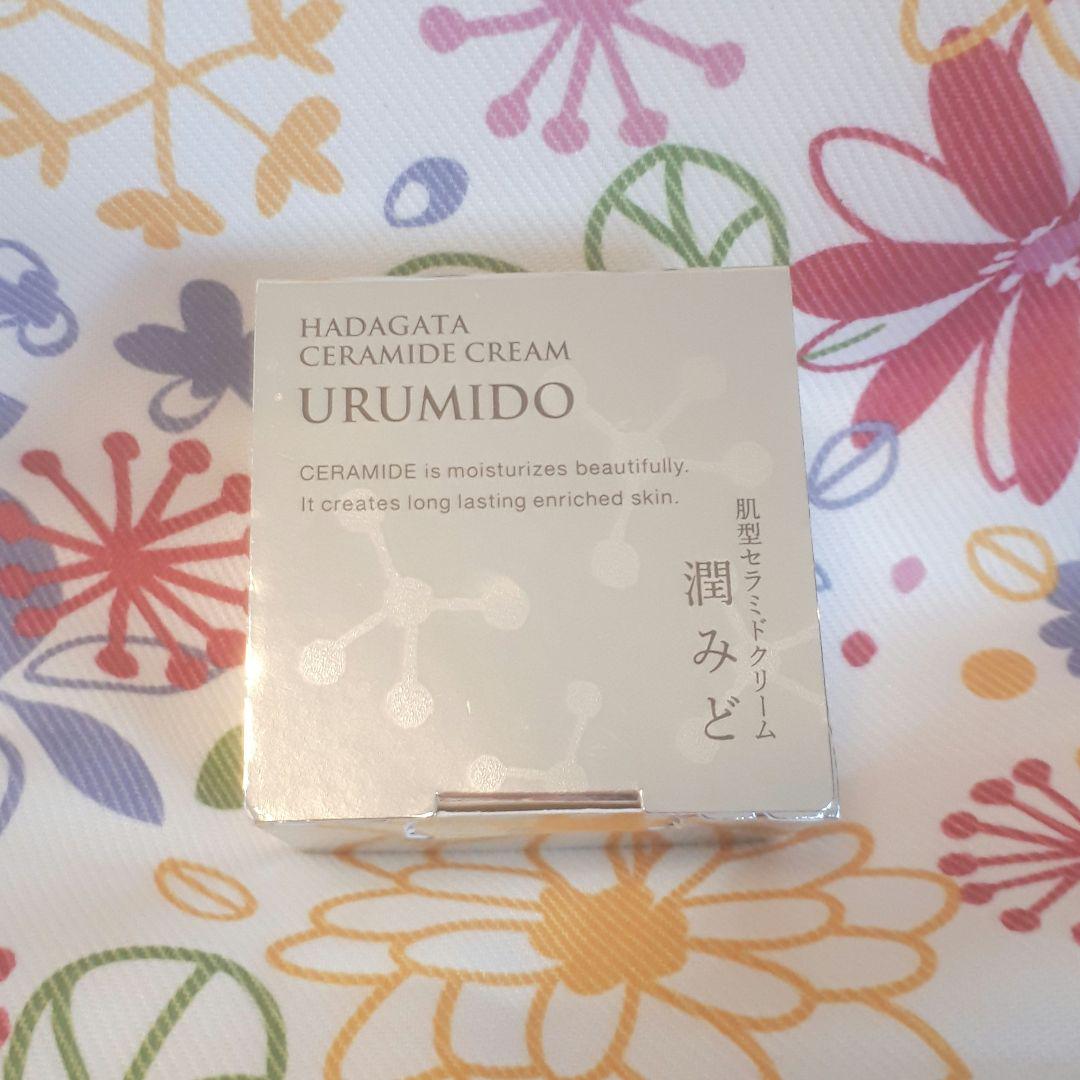 HADAGATA
CERAMIDE CREAM
URUMIDO
CERAMIDE is moisturizes beautifully.
It creates long lasting enriched skin.
肌型セラミドクリーム
潤みど